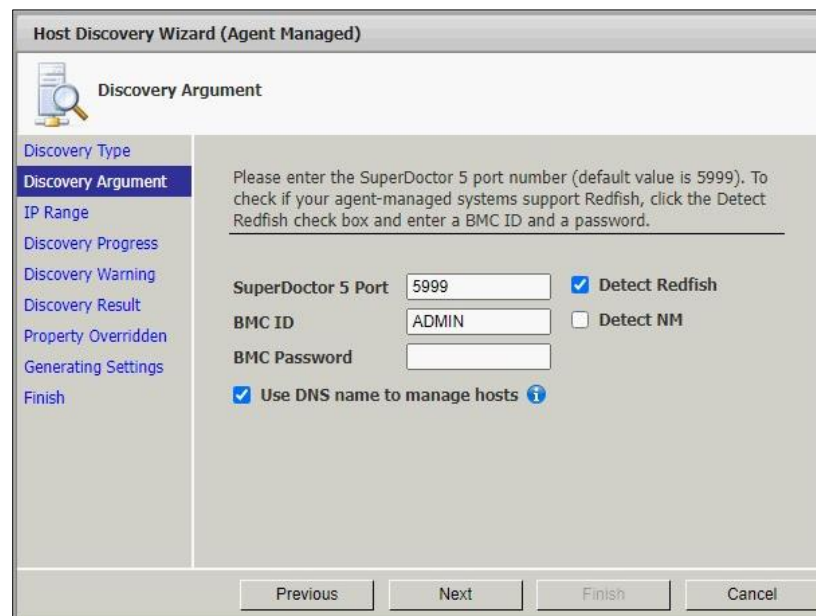 Host Discovery Wizard (Agent Managed)
Discovery Argument
Discovery Type
Discovery Argument
IP Range
Discovery Progress
Discovery Warning
Discovery Result
Property Overridden
Generating Settings
Finish
Please enter the SuperDoctor 5 port number (default value is 5999). To
check if your agent-managed systems support Redfish, click the Detect
Redfish check box and enter a BMC ID and a password.
SuperDoctor 5 Port 5999 Detect Redfish
BMC ID ADMIN Detect NM
BMC Password
Use DNS name to manage hosts
Previous Next Finish Cancel